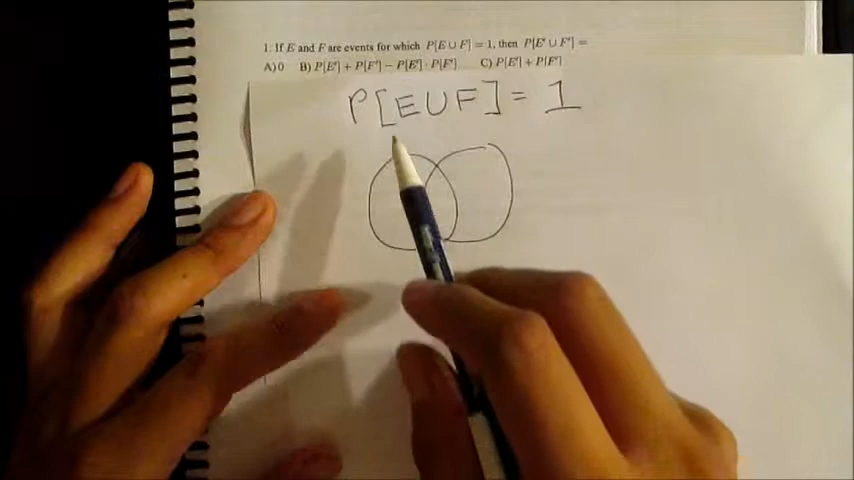 1. If E and F are events for which P[E ∪ F] = 1, then P[E′ ∪ F′] =
A) 0 B) P[E′] + P[F′] − P[E′] · P[F′] C) P[E′] + P[F′]
P[E ∪ F] = 1